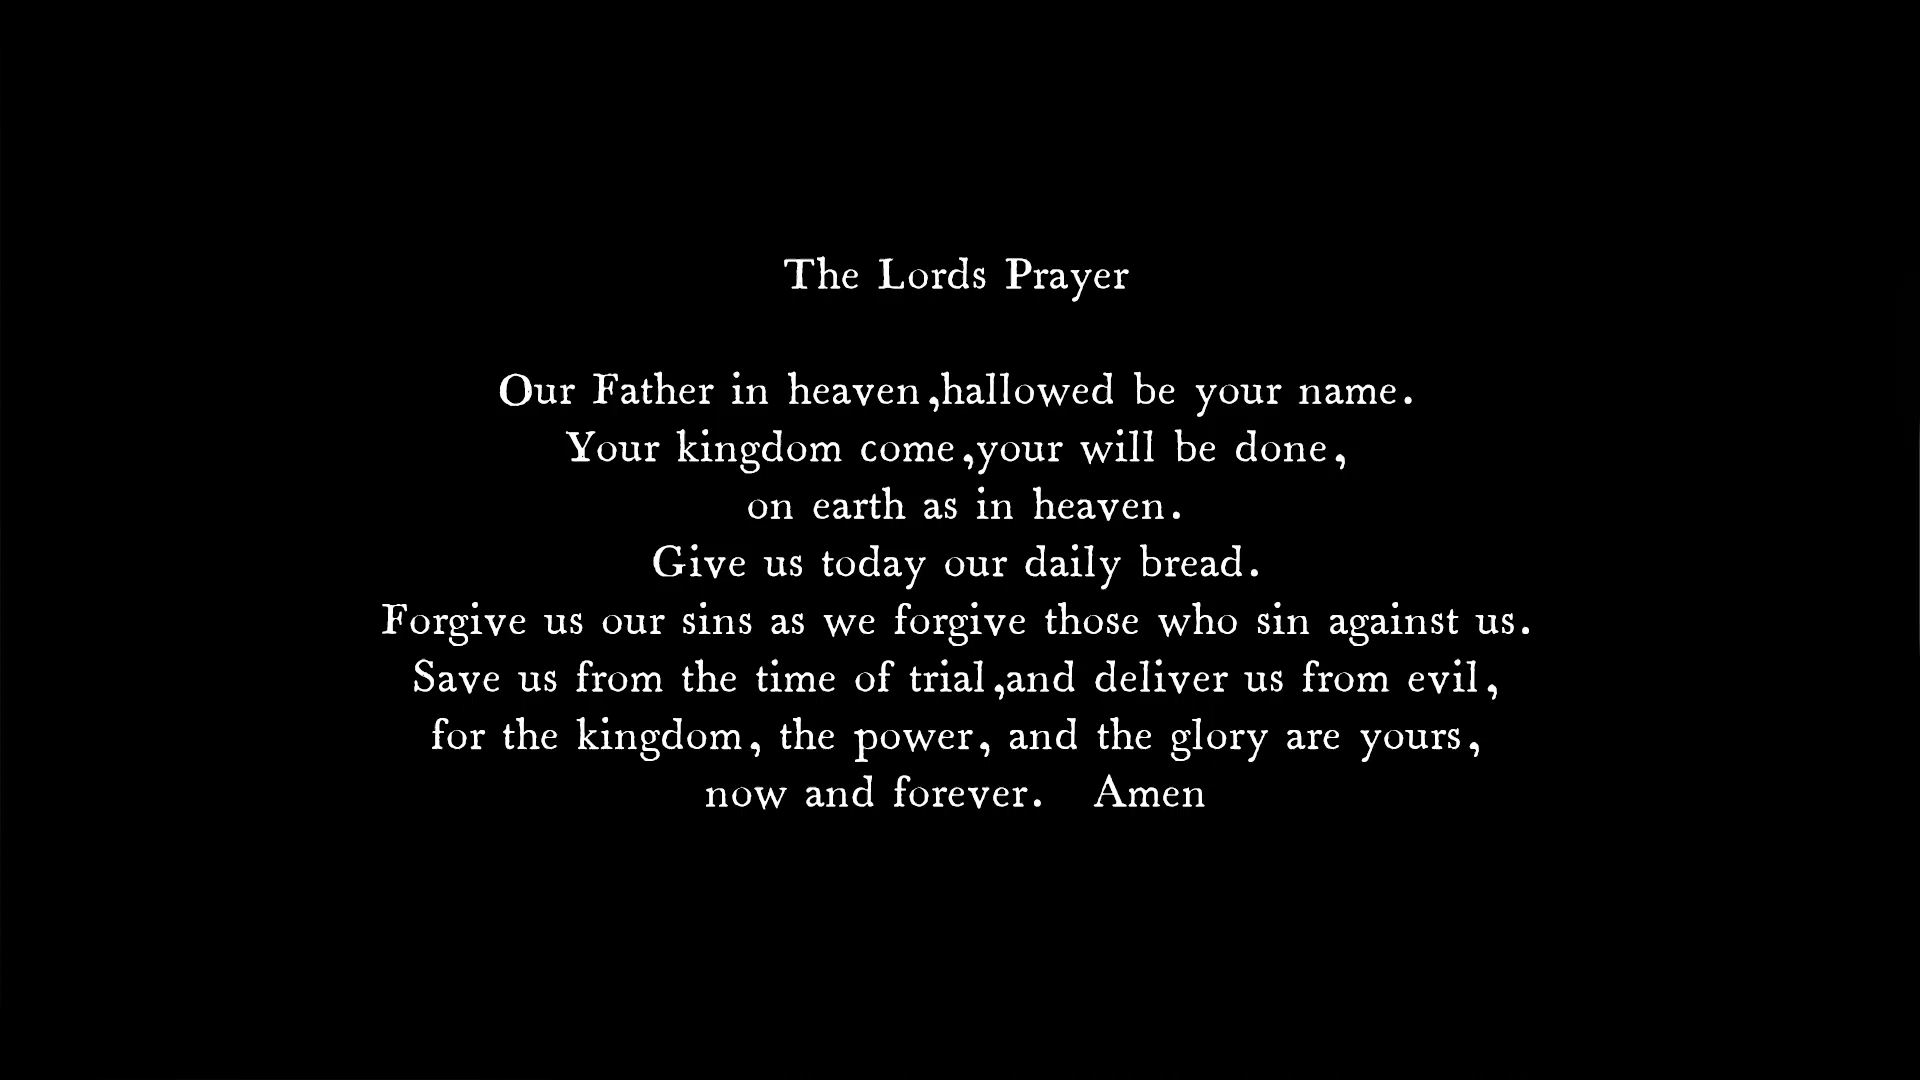 The Lords Prayer
Our Father in heaven,hallowed be your name.
Your kingdom come,your will be done,
on earth as in heaven.
Give us today our daily bread.
Forgive us our sins as we forgive those who sin against us.
Save us from the time of trial,and deliver us from evil,
for the kingdom, the power, and the glory are yours,
now and forever.  Amen